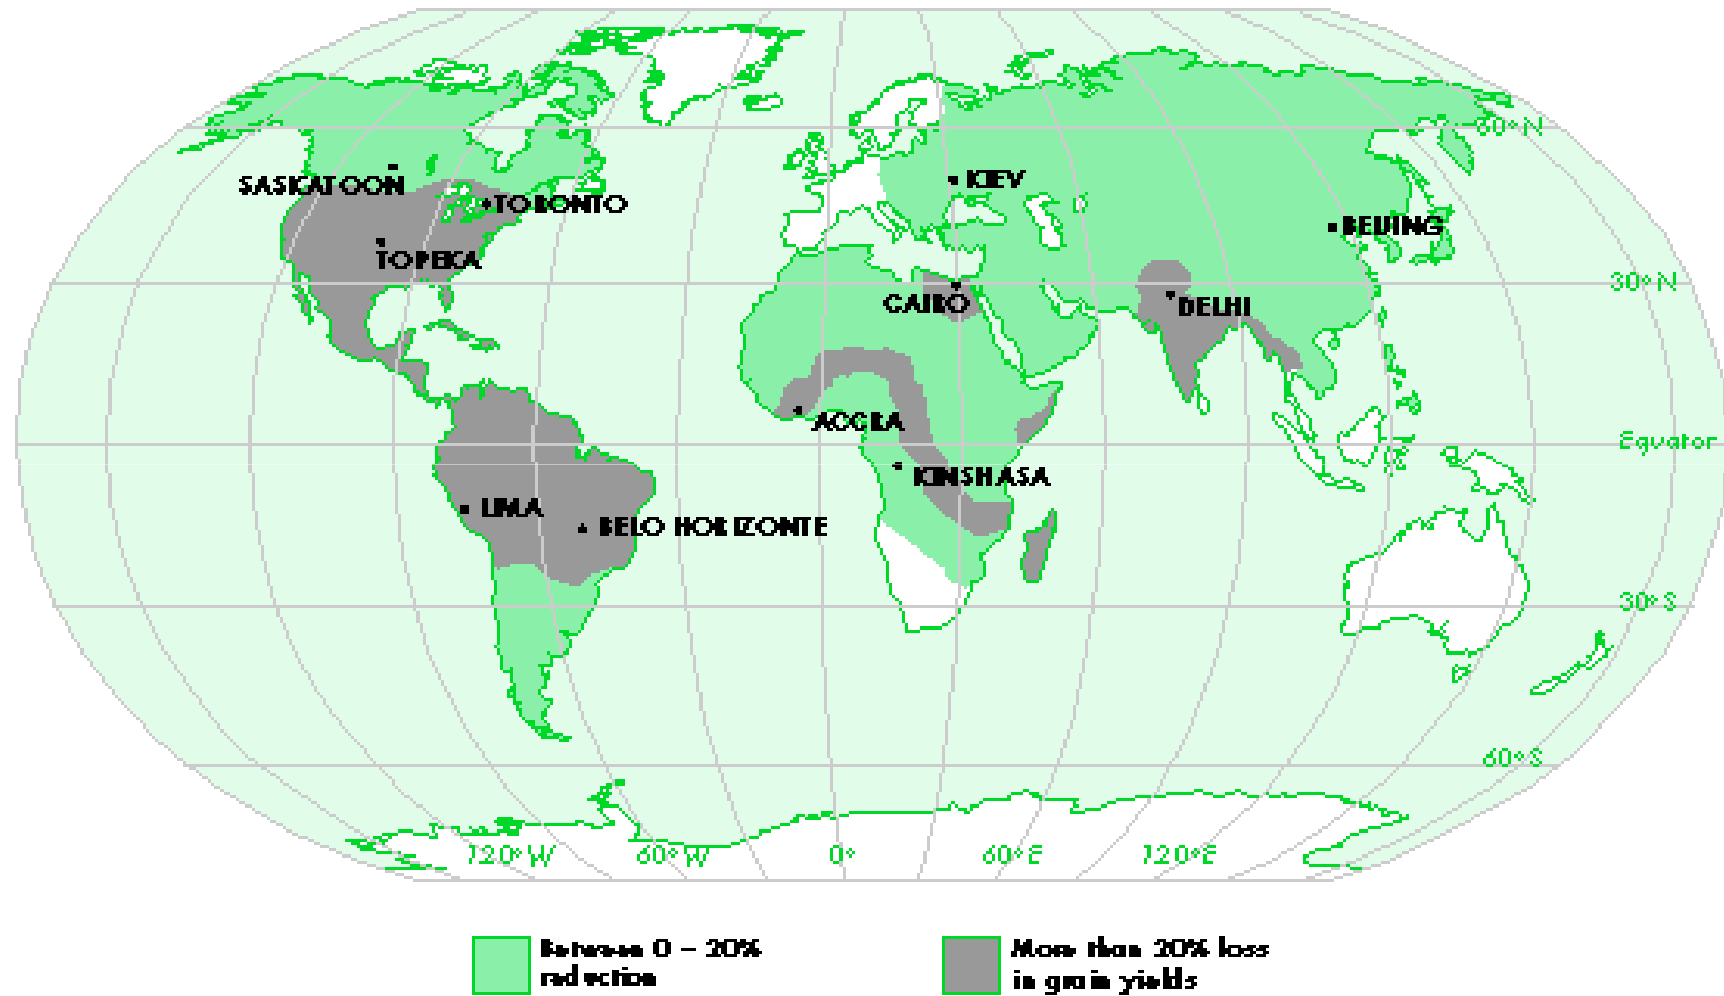 60°N
SASKATOON
KIEV
TORONTO
BEIJING
TOPEKA
30°N
CAIRO
DELHI
ACCRA
Equator
KINSHASA
LIMA
BELO HORIZONTE
30°S
60°S
120°W 60°W 0° 60°E 120°E
Between 0 – 20%
reduction
More than 20% loss
in grain yields